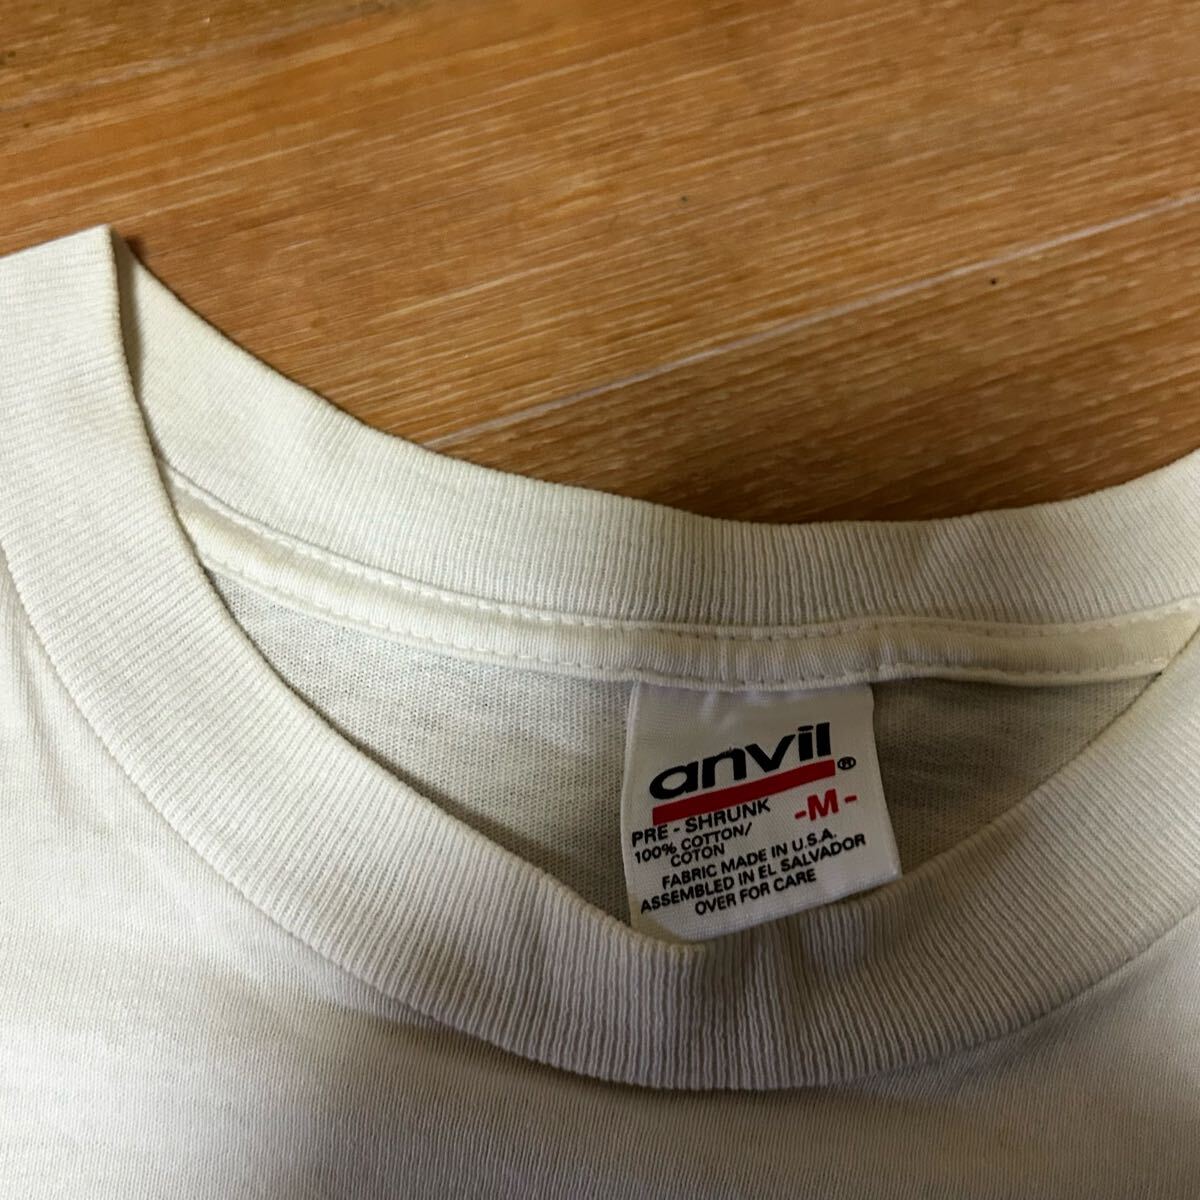 anvil®
-M-
PRE-SHRUNK
100% COTTON/
COTON
FABRIC MADE IN U.S.A.
ASSEMBLED IN EL SALVADOR
OVER FOR CARE